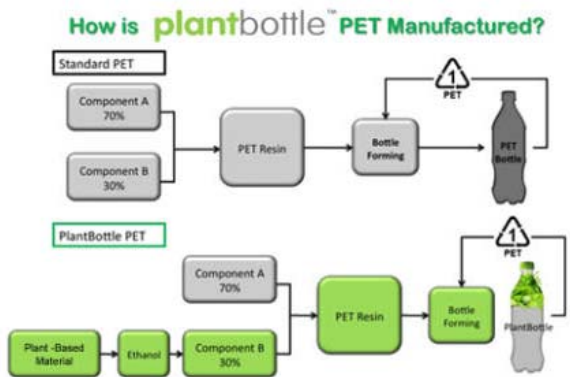 How is plantbottle™ PET Manufactured?
Standard PET
Component A
70%
Component B
30%
PET Resin
Bottle
Forming
1
PET
PET
Bottle
PlantBottle PET
Component A
70%
Plant -Based
Material
Ethanol
Component B
30%
PET Resin
Bottle
Forming
1
PET
PlantBottle